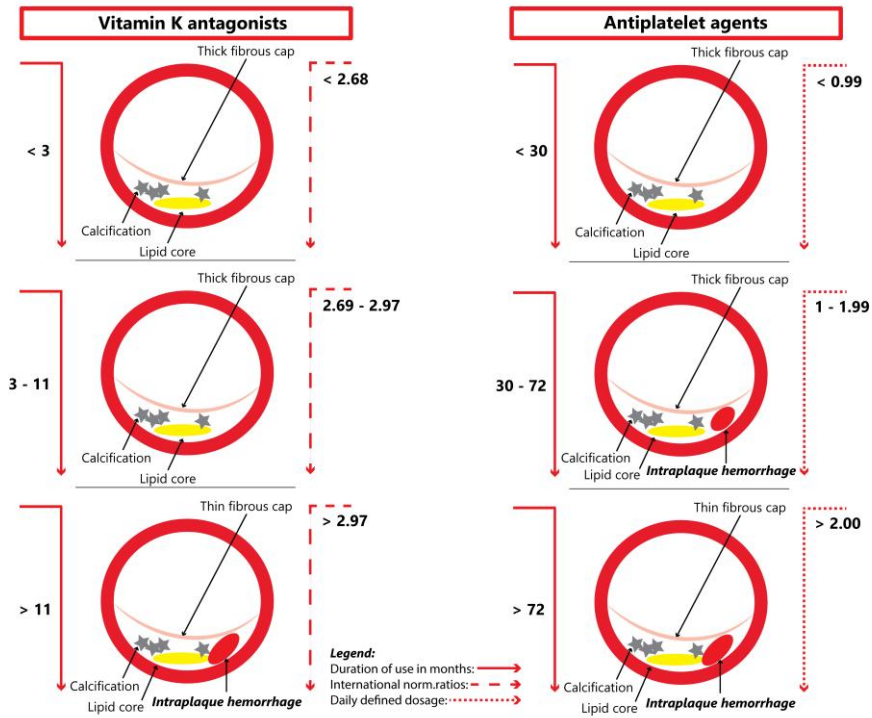 Vitamin K antagonists
Thick fibrous cap
< 2.68
< 3
Calcification
Lipid core
Thick fibrous cap
2.69 - 2.97
3 - 11
Calcification
Lipid core
Thin fibrous cap
> 2.97
> 11
Calcification
Lipid core
Intraplaque hemorrhage
Legend:
Duration of use in months:
International norm.ratios:
Daily defined dosage:
Antiplatelet agents
Thick fibrous cap
< 0.99
< 30
Calcification
Lipid core
Thick fibrous cap
1 - 1.99
30 - 72
Calcification
Lipid core
Intraplaque hemorrhage
Thin fibrous cap
> 2.00
> 72
Calcification
Lipid core
Intraplaque hemorrhage